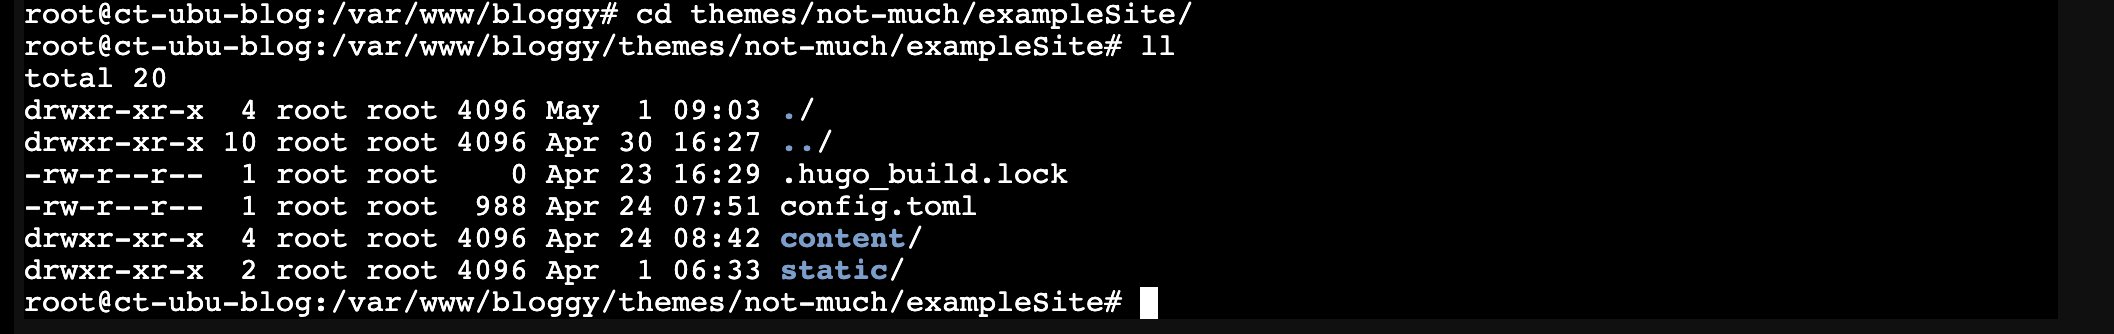 root@ct-ubu-blog:/var/www/bloggy# cd themes/not-much/exampleSite/
root@ct-ubu-blog:/var/www/bloggy/themes/not-much/exampleSite# ll
total 20
drwxr-xr-x  4 root root 4096 May  1 09:03 ./
drwxr-xr-x 10 root root 4096 Apr 30 16:27 ../
-rw-r--r--  1 root root    0 Apr 23 16:29 .hugo_build.lock
-rw-r--r--  1 root root  988 Apr 24 07:51 config.toml
drwxr-xr-x  4 root root 4096 Apr 24 08:42 content/
drwxr-xr-x  2 root root 4096 Apr  1 06:33 static/
root@ct-ubu-blog:/var/www/bloggy/themes/not-much/exampleSite#